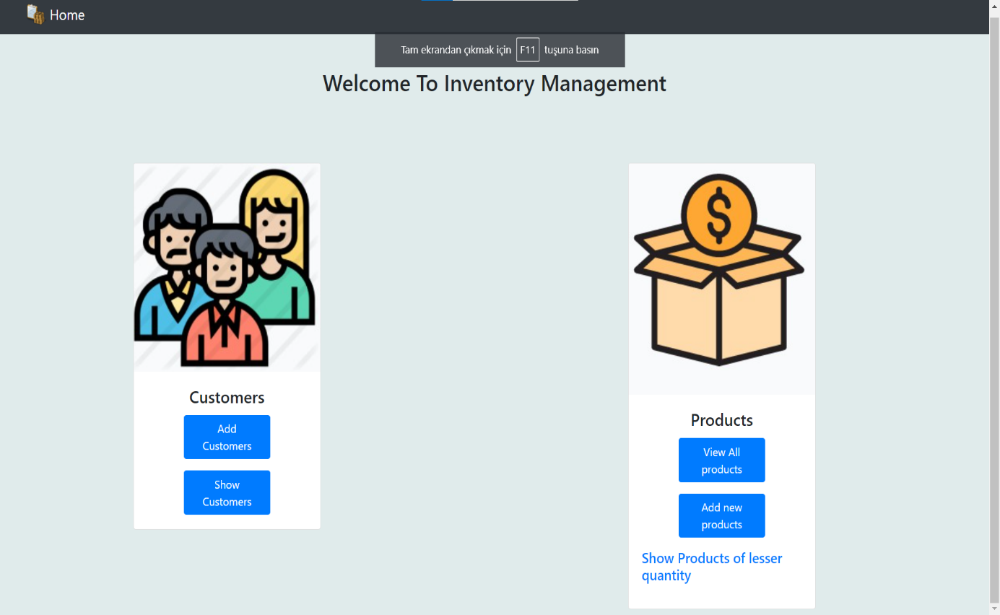 Home
Tam ekrandan çıkmak için F11 tuşuna basın
Welcome To Inventory Management
$
Customers
Add
Customers
Show
Customers
Products
View All
products
Add new
products
Show Products of lesser
quantity